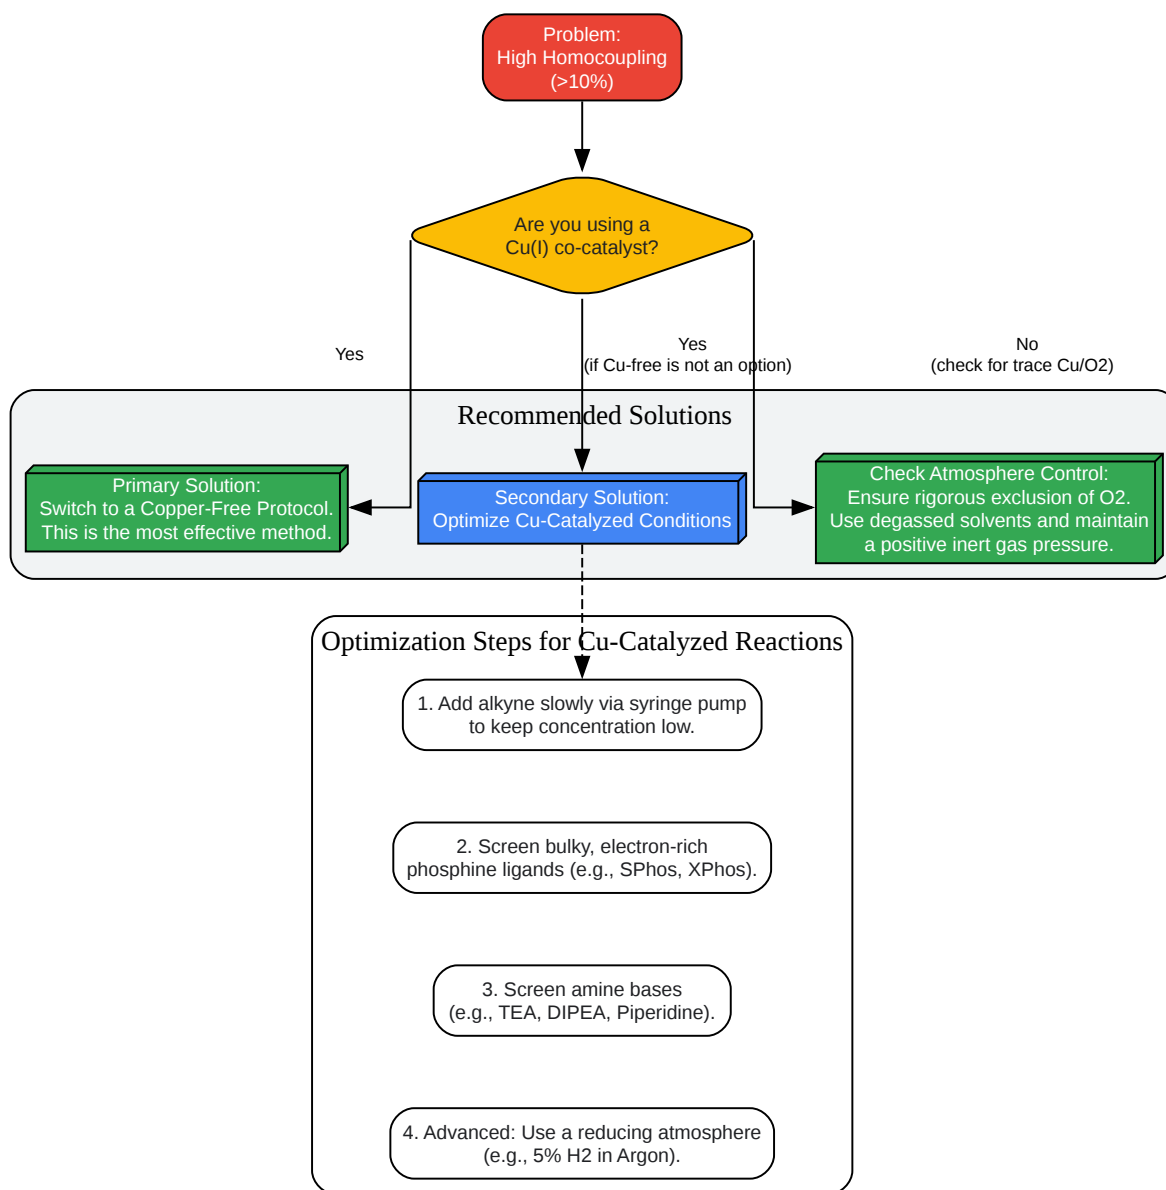 Problem:
High Homocoupling
(>10%)
Are you using a
Cu(I) co-catalyst?
Yes
Yes
(if Cu-free is not an option)
No
(check for trace Cu/O2)
Recommended Solutions
Primary Solution:
Switch to a Copper-Free Protocol.
This is the most effective method.
Secondary Solution:
Optimize Cu-Catalyzed Conditions
Check Atmosphere Control:
Ensure rigorous exclusion of O2.
Use degassed solvents and maintain
a positive inert gas pressure.
Optimization Steps for Cu-Catalyzed Reactions
1. Add alkyne slowly via syringe pump
to keep concentration low.
2. Screen bulky, electron-rich
phosphine ligands (e.g., SPhos, XPhos).
3. Screen amine bases
(e.g., TEA, DIPEA, Piperidine).
4. Advanced: Use a reducing atmosphere
(e.g., 5% H2 in Argon).